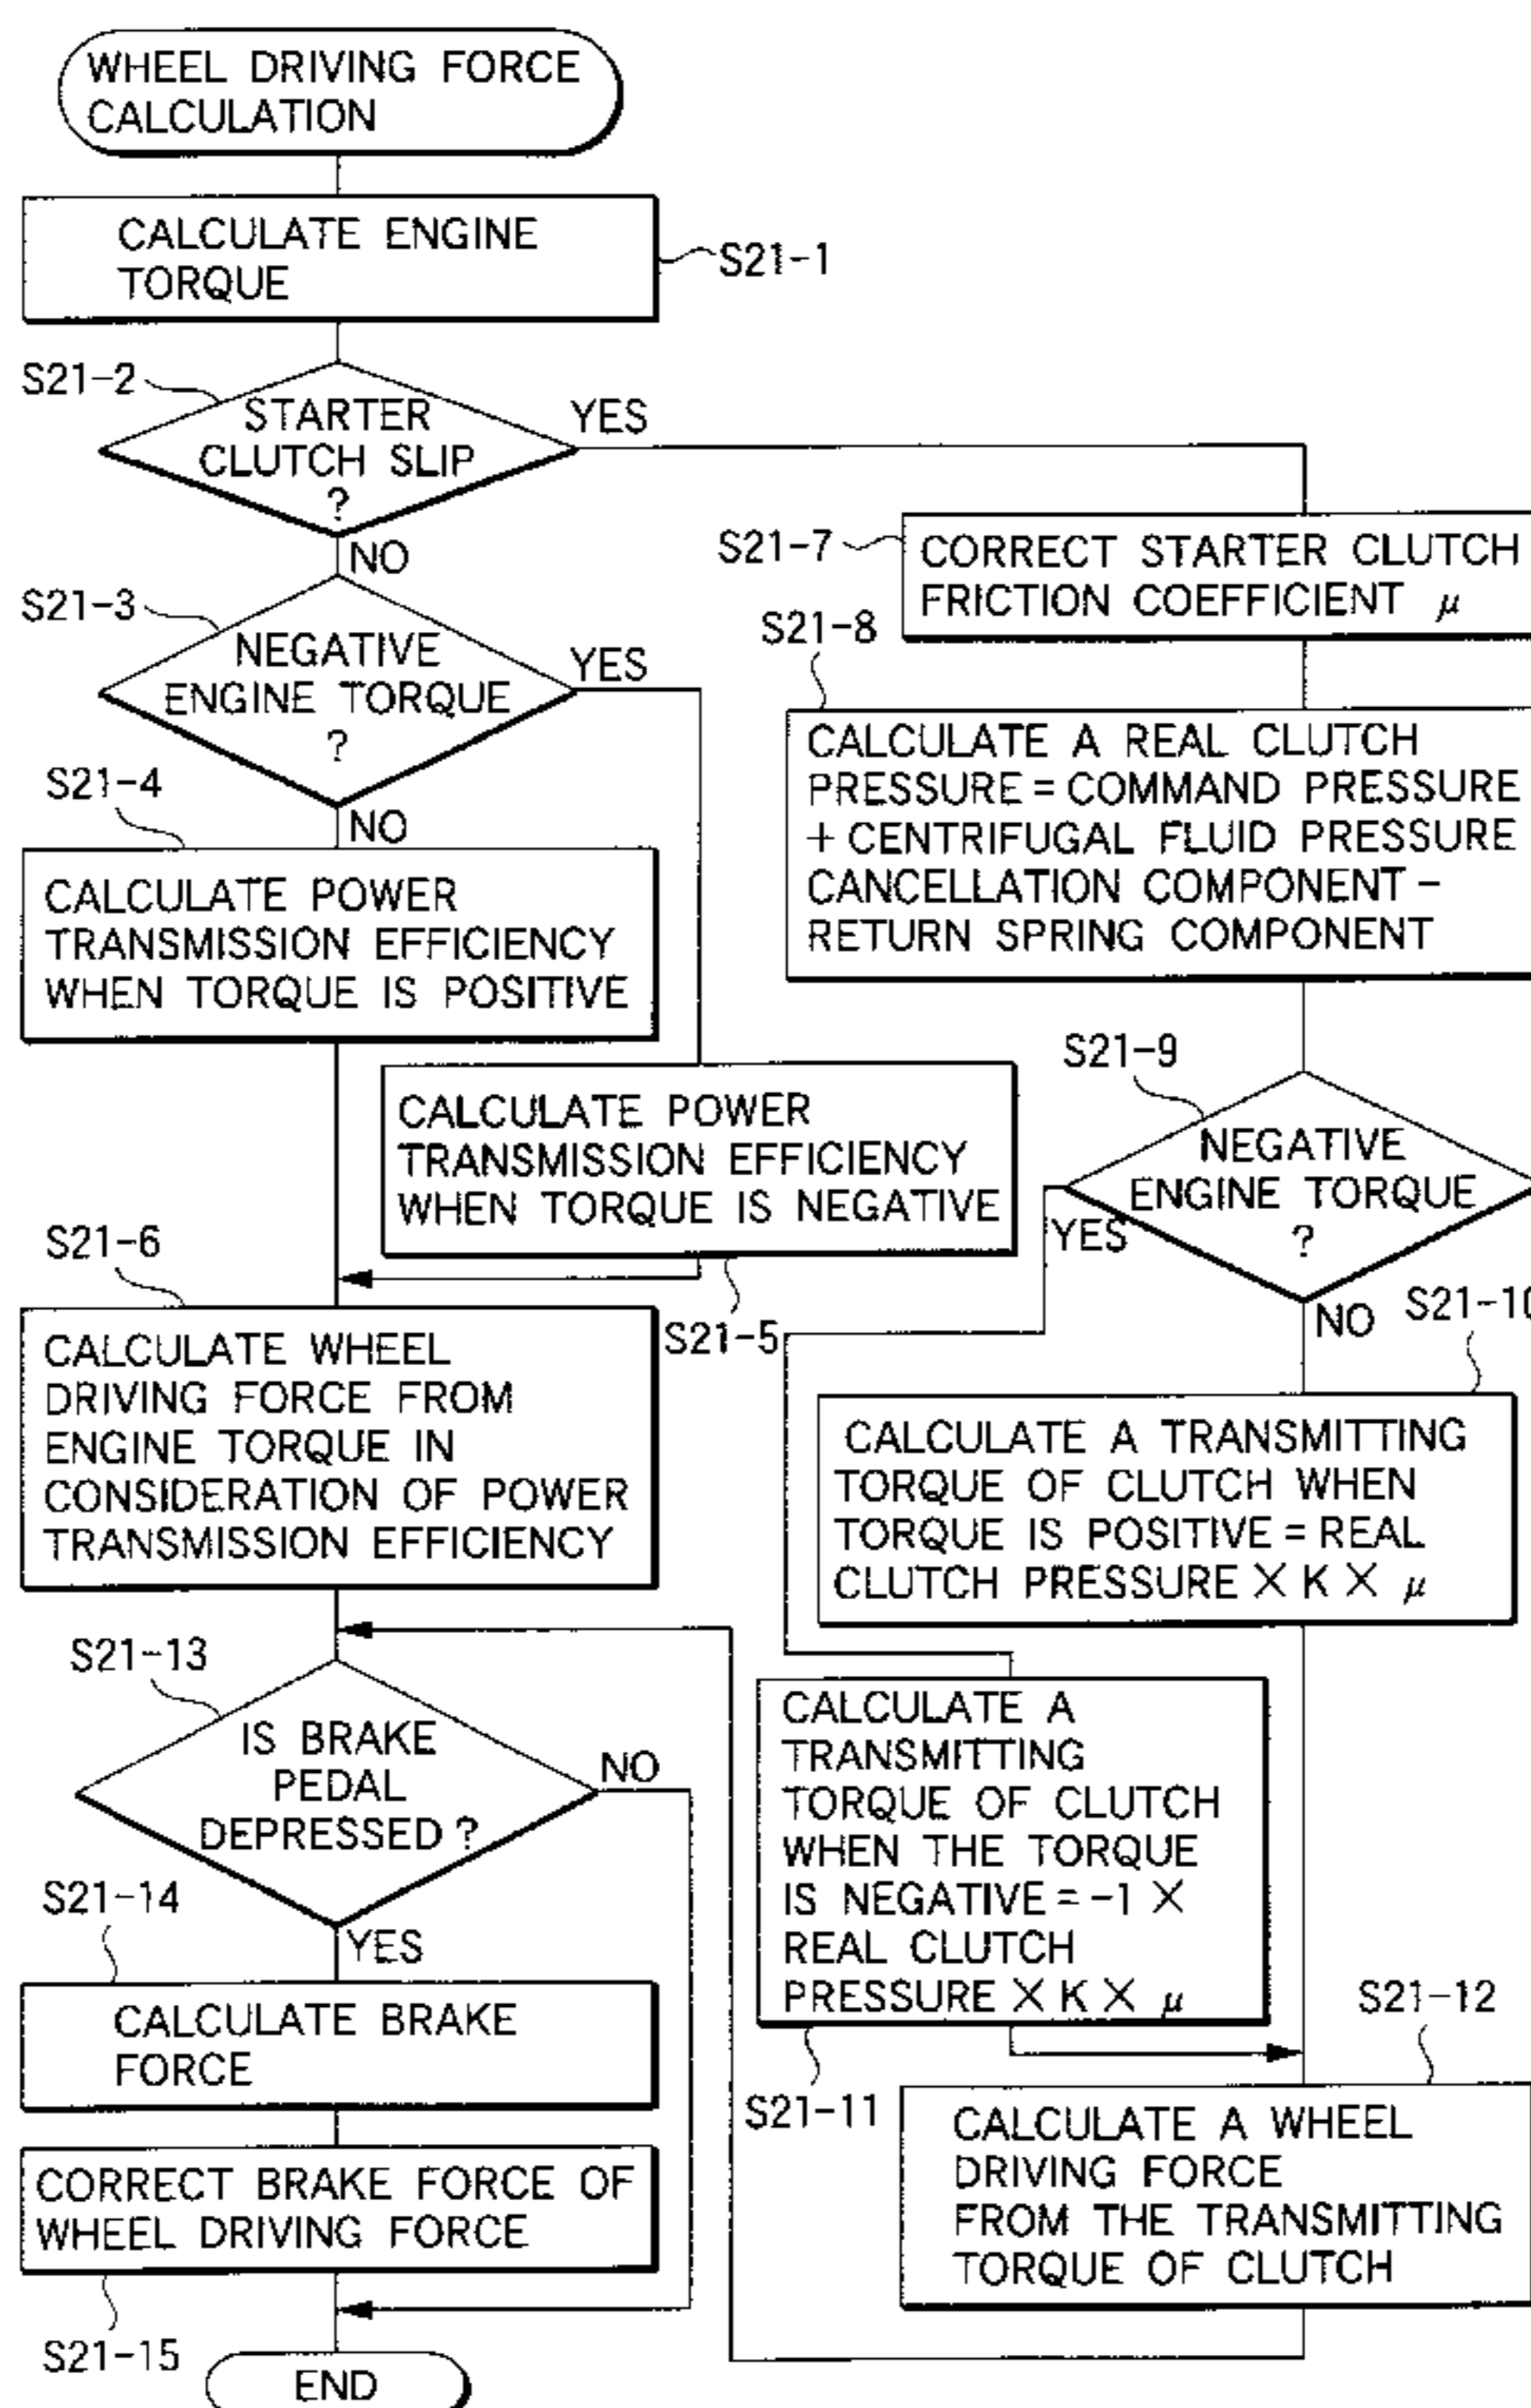 WHEEL DRIVING FORCE
CALCULATION
CALCULATE ENGINE
TORQUE
S21-1
S21-2
STARTER
CLUTCH SLIP
?
YES
NO
S21-3
NEGATIVE
ENGINE TORQUE
?
YES
NO
S21-4
CALCULATE POWER
TRANSMISSION EFFICIENCY
WHEN TORQUE IS POSITIVE
CALCULATE POWER
TRANSMISSION EFFICIENCY
WHEN TORQUE IS NEGATIVE
S21-5
S21-6
CALCULATE WHEEL
DRIVING FORCE FROM
ENGINE TORQUE IN
CONSIDERATION OF POWER
TRANSMISSION EFFICIENCY
S21-7
CORRECT STARTER CLUTCH
FRICTION COEFFICIENT μ
S21-8
CALCULATE A REAL CLUTCH
PRESSURE = COMMAND PRESSURE
+ CENTRIFUGAL FLUID PRESSURE
CANCELLATION COMPONENT −
RETURN SPRING COMPONENT
S21-9
NEGATIVE
ENGINE TORQUE
?
YES
NO
S21-10
CALCULATE A TRANSMITTING
TORQUE OF CLUTCH WHEN
TORQUE IS POSITIVE = REAL
CLUTCH PRESSURE × K × μ
CALCULATE A
TRANSMITTING
TORQUE OF CLUTCH
WHEN THE TORQUE
IS NEGATIVE = -1 ×
REAL CLUTCH
PRESSURE × K × μ
S21-11
S21-12
CALCULATE A WHEEL
DRIVING FORCE
FROM THE TRANSMITTING
TORQUE OF CLUTCH
S21-13
IS BRAKE
PEDAL
DEPRESSED ?
NO
YES
S21-14
CALCULATE BRAKE
FORCE
CORRECT BRAKE FORCE OF
WHEEL DRIVING FORCE
S21-15
END